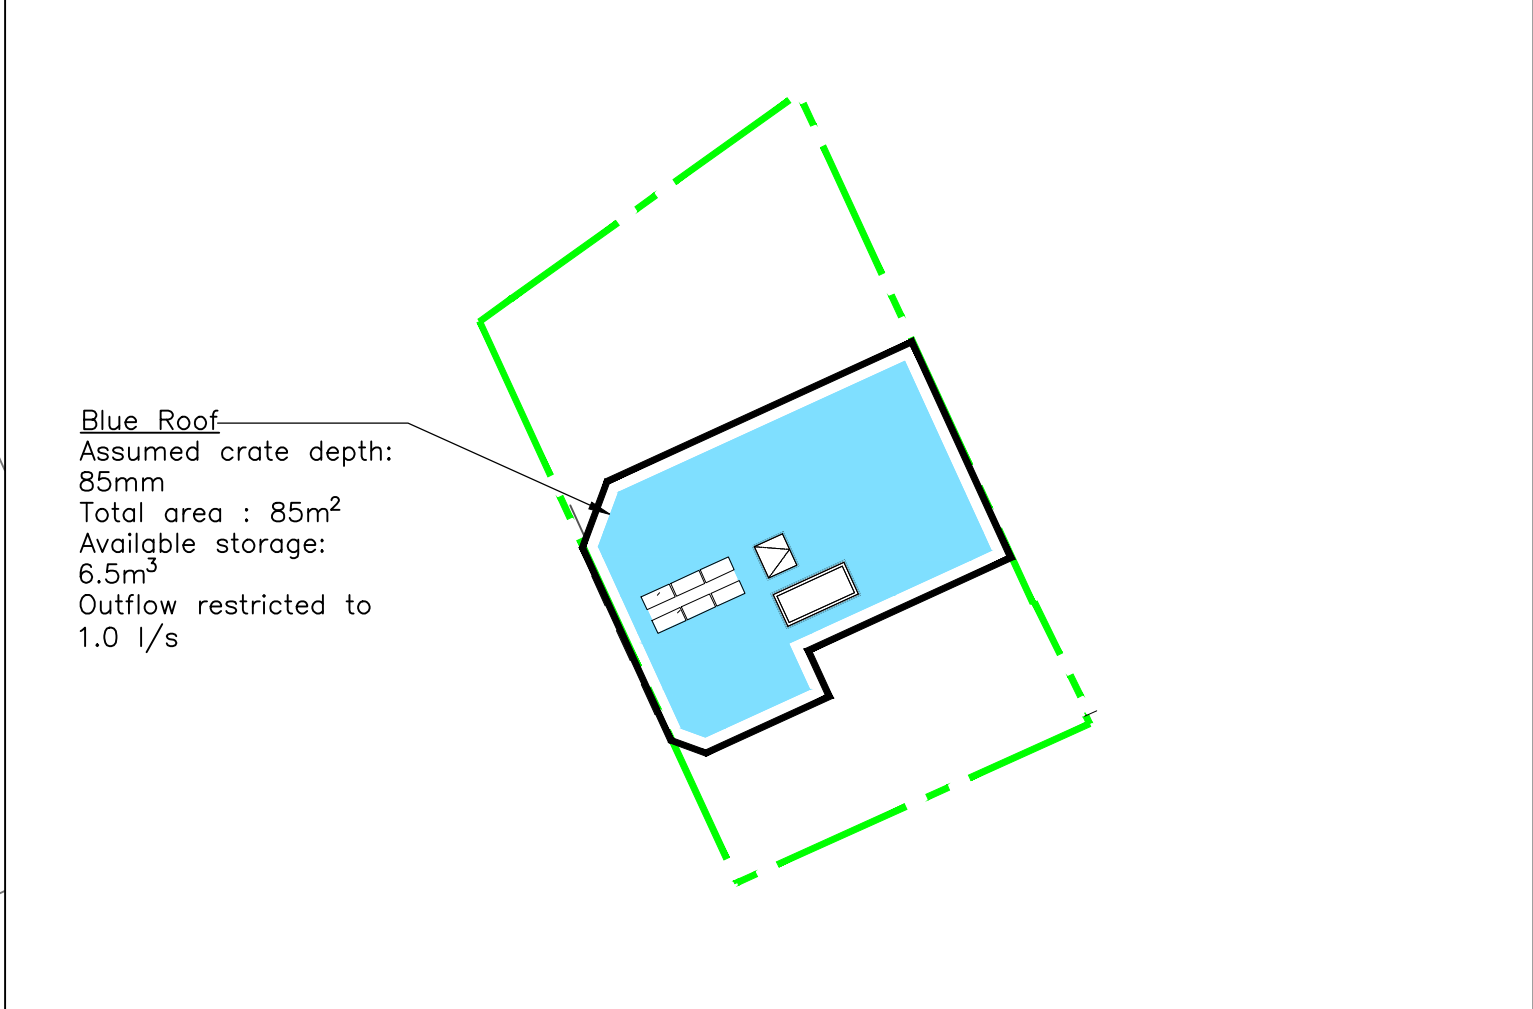 Blue Roof
Assumed crate depth:
85mm
Total area : 85m²
Available storage:
6.5m³
Outflow restricted to
1.0 l/s